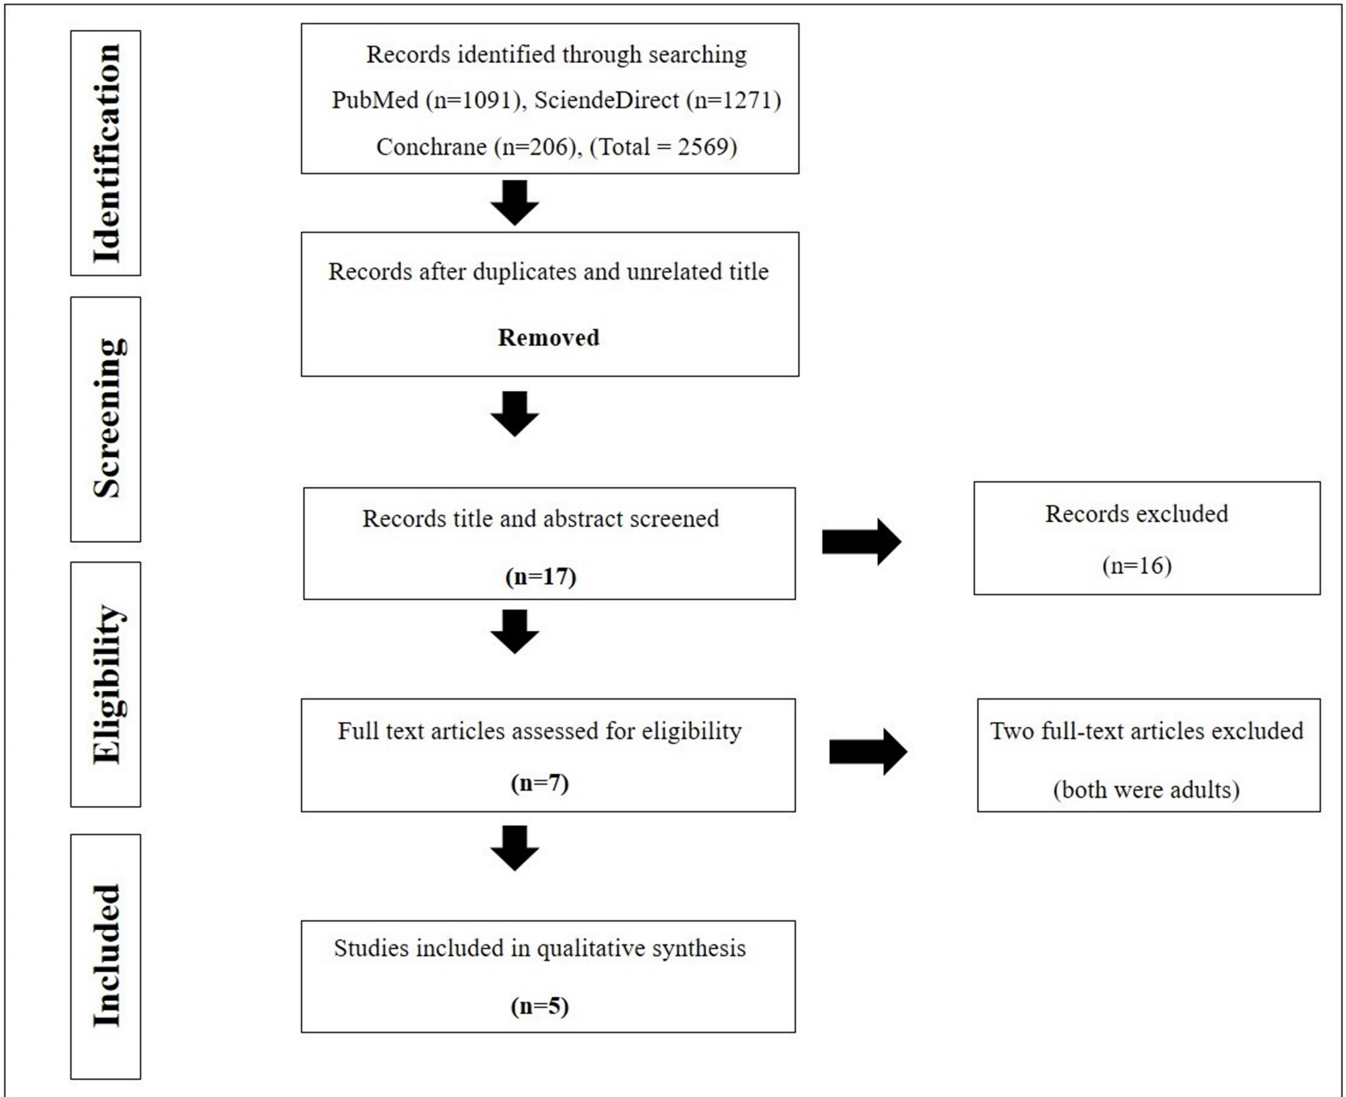 Identification
Records identified through searching
PubMed (n=1091), SciendeDirect (n=1271)
Conchrane (n=206), (Total = 2569)
Records after duplicates and unrelated title
Removed
Screening
Records title and abstract screened
(n=17)
Records excluded
(n=16)
Eligibility
Full text articles assessed for eligibility
(n=7)
Two full-text articles excluded
(both were adults)
Included
Studies included in qualitative synthesis
(n=5)